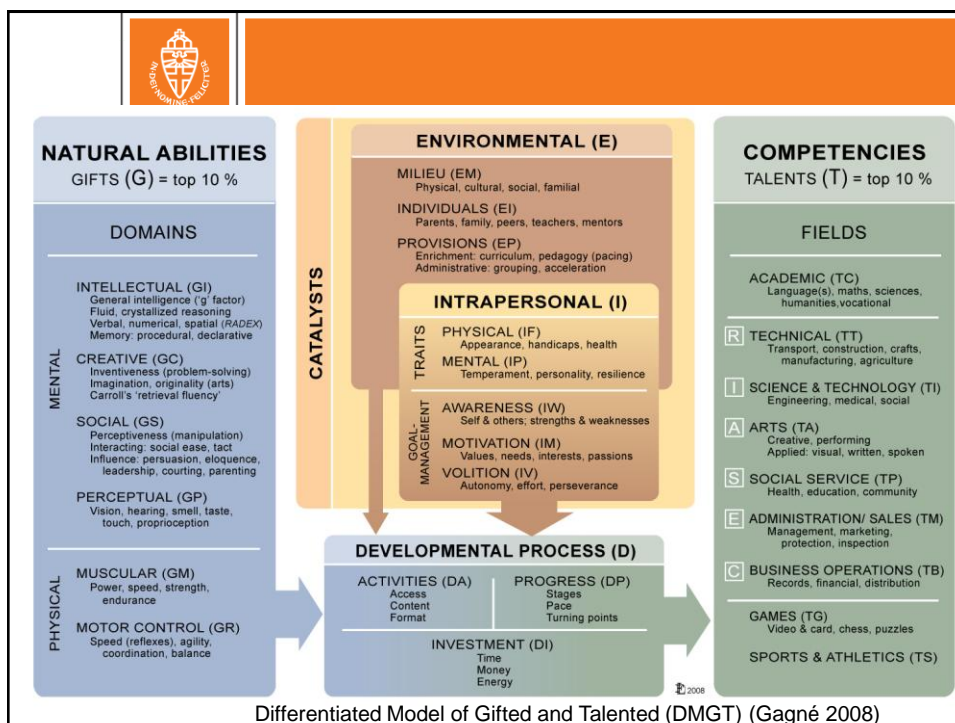 IN·DEI·NOMINE·FELICITER
NATURAL ABILITIES
GIFTS (G) = top 10 %
DOMAINS
MENTAL
INTELLECTUAL (GI)
General intelligence ('g' factor)
Fluid, crystallized reasoning
Verbal, numerical, spatial (RADEX)
Memory: procedural, declarative
CREATIVE (GC)
Inventiveness (problem-solving)
Imagination, originality (arts)
Carroll's 'retrieval fluency'
SOCIAL (GS)
Perceptiveness (manipulation)
Interacting: social ease, tact
Influence: persuasion, eloquence,
leadership, courting, parenting
PERCEPTUAL (GP)
Vision, hearing, smell, taste,
touch, proprioception
PHYSICAL
MUSCULAR (GM)
Power, speed, strength,
endurance
MOTOR CONTROL (GR)
Speed (reflexes), agility,
coordination, balance
CATALYSTS
ENVIRONMENTAL (E)
MILIEU (EM)
Physical, cultural, social, familial
INDIVIDUALS (EI)
Parents, family, peers, teachers, mentors
PROVISIONS (EP)
Enrichment: curriculum, pedagogy (pacing)
Administrative: grouping, acceleration
INTRAPERSONAL (I)
TRAITS
PHYSICAL (IF)
Appearance, handicaps, health
MENTAL (IP)
Temperament, personality, resilience
GOAL-
MANAGEMENT
AWARENESS (IW)
Self & others; strengths & weaknesses
MOTIVATION (IM)
Values, needs, interests, passions
VOLITION (IV)
Autonomy, effort, perseverance
DEVELOPMENTAL PROCESS (D)
ACTIVITIES (DA)
Access
Content
Format
PROGRESS (DP)
Stages
Pace
Turning points
INVESTMENT (DI)
Time
Money
Energy
2008
COMPETENCIES
TALENTS (T) = top 10 %
FIELDS
ACADEMIC (TC)
Language(s), maths, sciences,
humanities,vocational
R TECHNICAL (TT)
Transport, construction, crafts,
manufacturing, agriculture
I SCIENCE & TECHNOLOGY (TI)
Engineering, medical, social
A ARTS (TA)
Creative, performing
Applied: visual, written, spoken
S SOCIAL SERVICE (TP)
Health, education, community
E ADMINISTRATION/ SALES (TM)
Management, marketing,
protection, inspection
C BUSINESS OPERATIONS (TB)
Records, financial, distribution
GAMES (TG)
Video & card, chess, puzzles
SPORTS & ATHLETICS (TS)
Differentiated Model of Gifted and Talented (DMGT) (Gagné 2008)